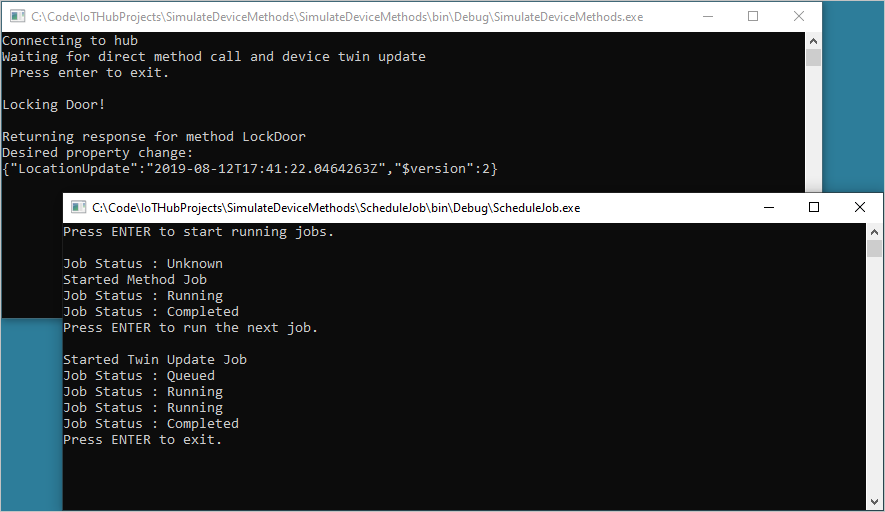 C:\Code\IoTHubProjects\SimulateDeviceMethods\SimulateDeviceMethods\bin\Debug\SimulateDeviceMethods.exe
Connecting to hub
Waiting for direct method call and device twin update
 Press enter to exit.
Locking Door!
Returning response for method LockDoor
Desired property change:
{"LocationUpdate":"2019-08-12T17:41:22.0464263Z","$version":2}
C:\Code\IoTHubProjects\SimulateDeviceMethods\ScheduleJob\bin\Debug\ScheduleJob.exe
Press ENTER to start running jobs.
Job Status : Unknown
Started Method Job
Job Status : Running
Job Status : Completed
Press ENTER to run the next job.
Started Twin Update Job
Job Status : Queued
Job Status : Running
Job Status : Running
Job Status : Completed
Press ENTER to exit.